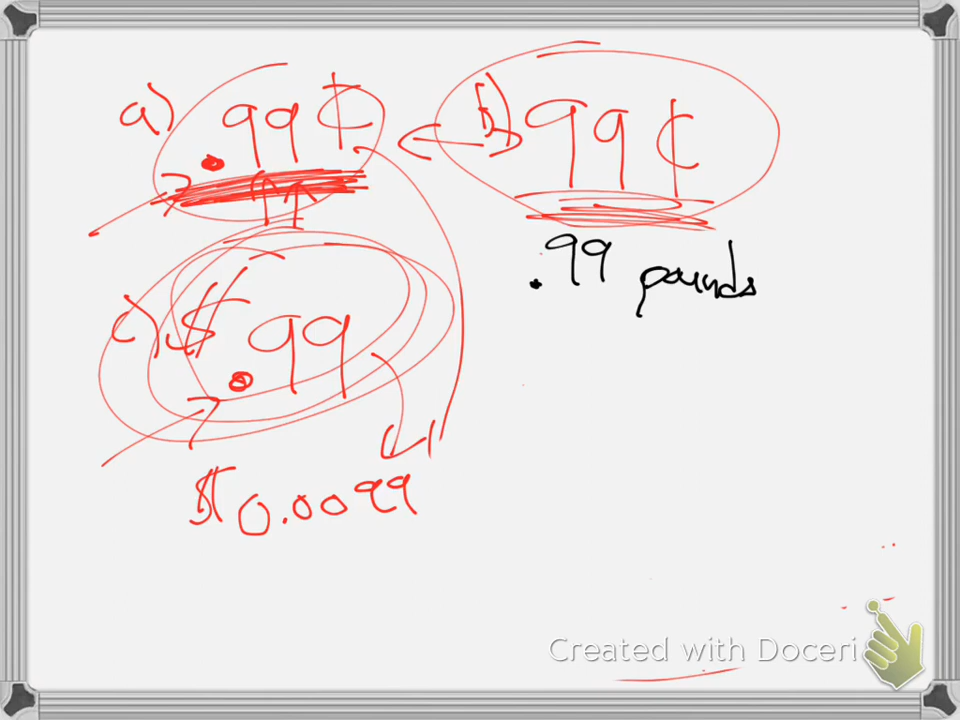 a) .99 ¢
b) 99 ¢
.99 pounds
c) $ .99
$0.0099
Created with Doceri